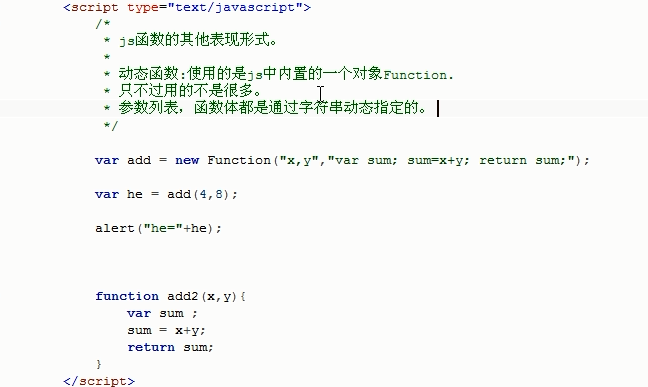 <script type="text/javascript">
/*
* js函数的其他表现形式。
*
* 动态函数:使用的是js中内置的一个对象Function.
* 只不过用的不是很多。
* 参数列表，函数体都是通过字符串动态指定的。
*/
var add = new Function("x,y","var sum; sum=x+y; return sum;");
var he = add(4,8);
alert("he="+he);
function add2(x,y){
var sum ;
sum = x+y;
return sum;
}
</script>